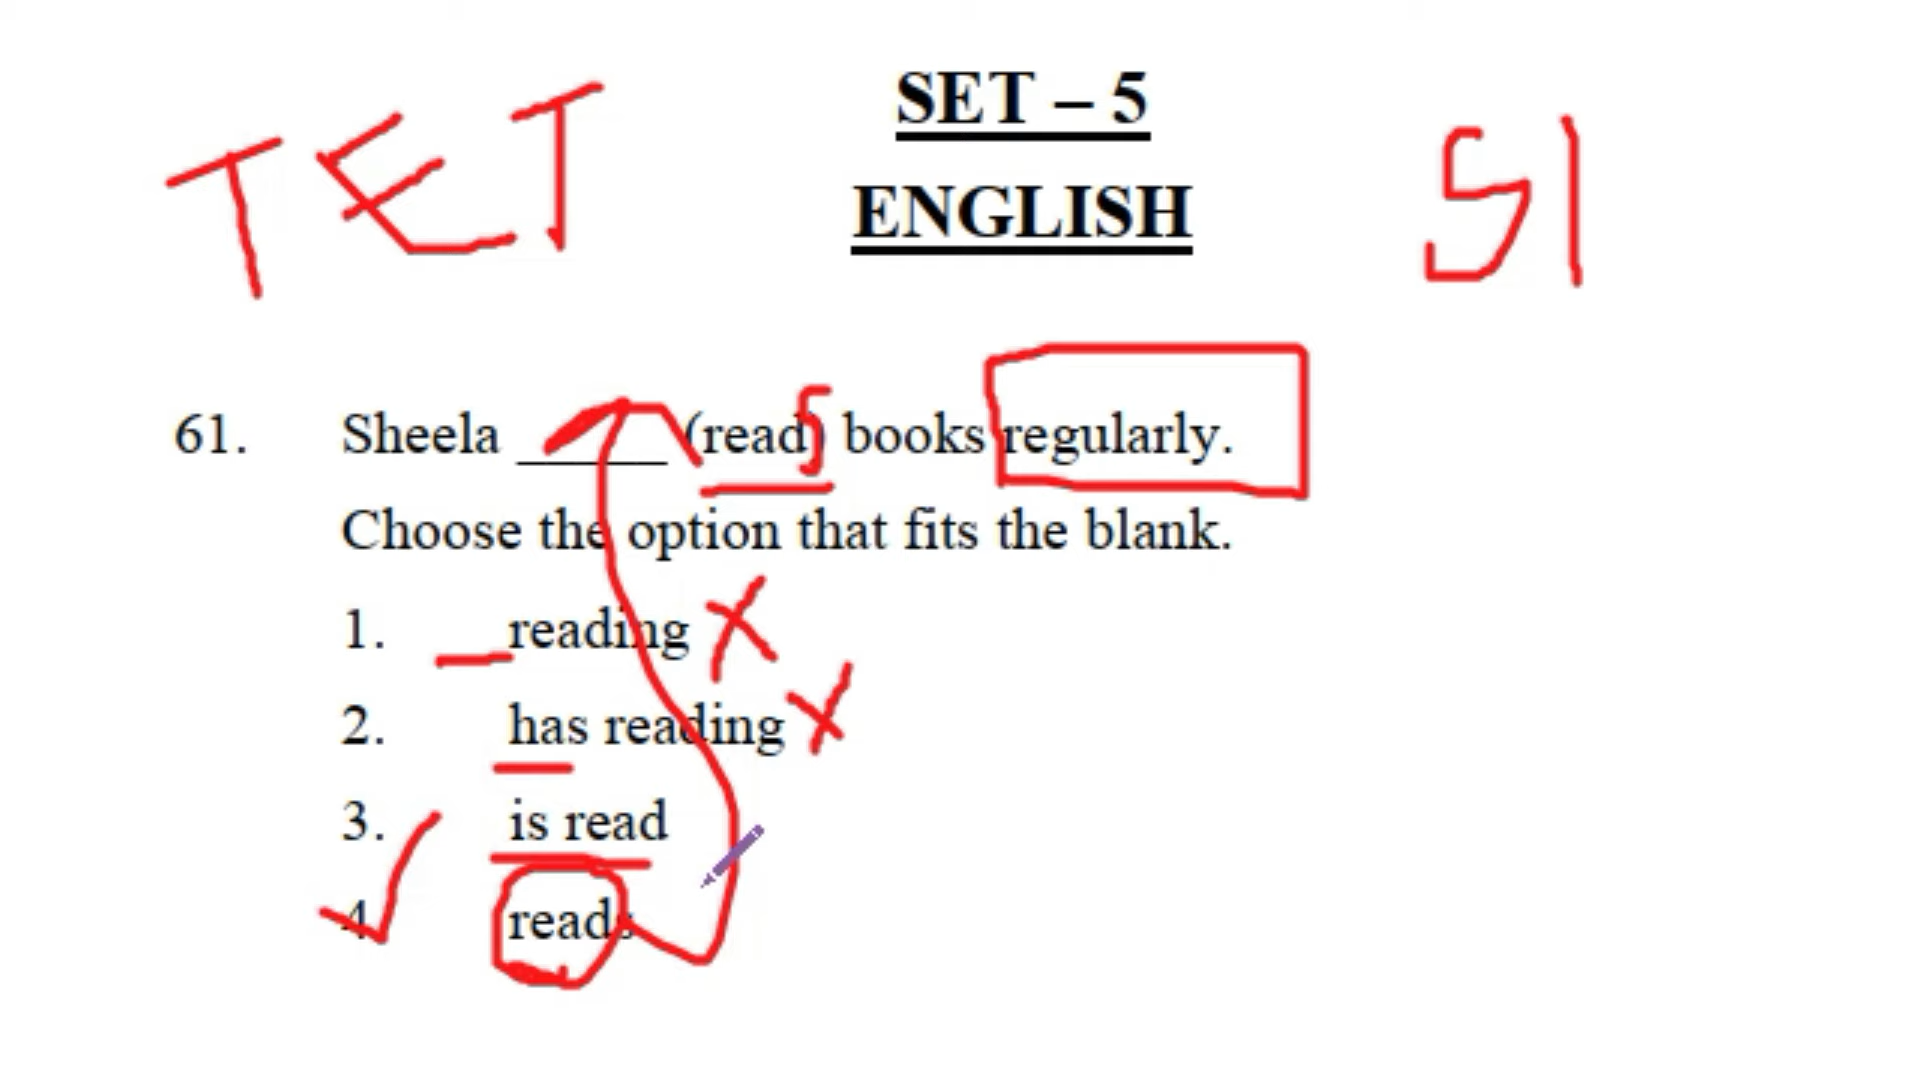 TET
SET – 5
ENGLISH
51
61. Sheela _____ (read) books regularly.
Choose the option that fits the blank.
1. reading
2. has reading
3. is read
4. reads